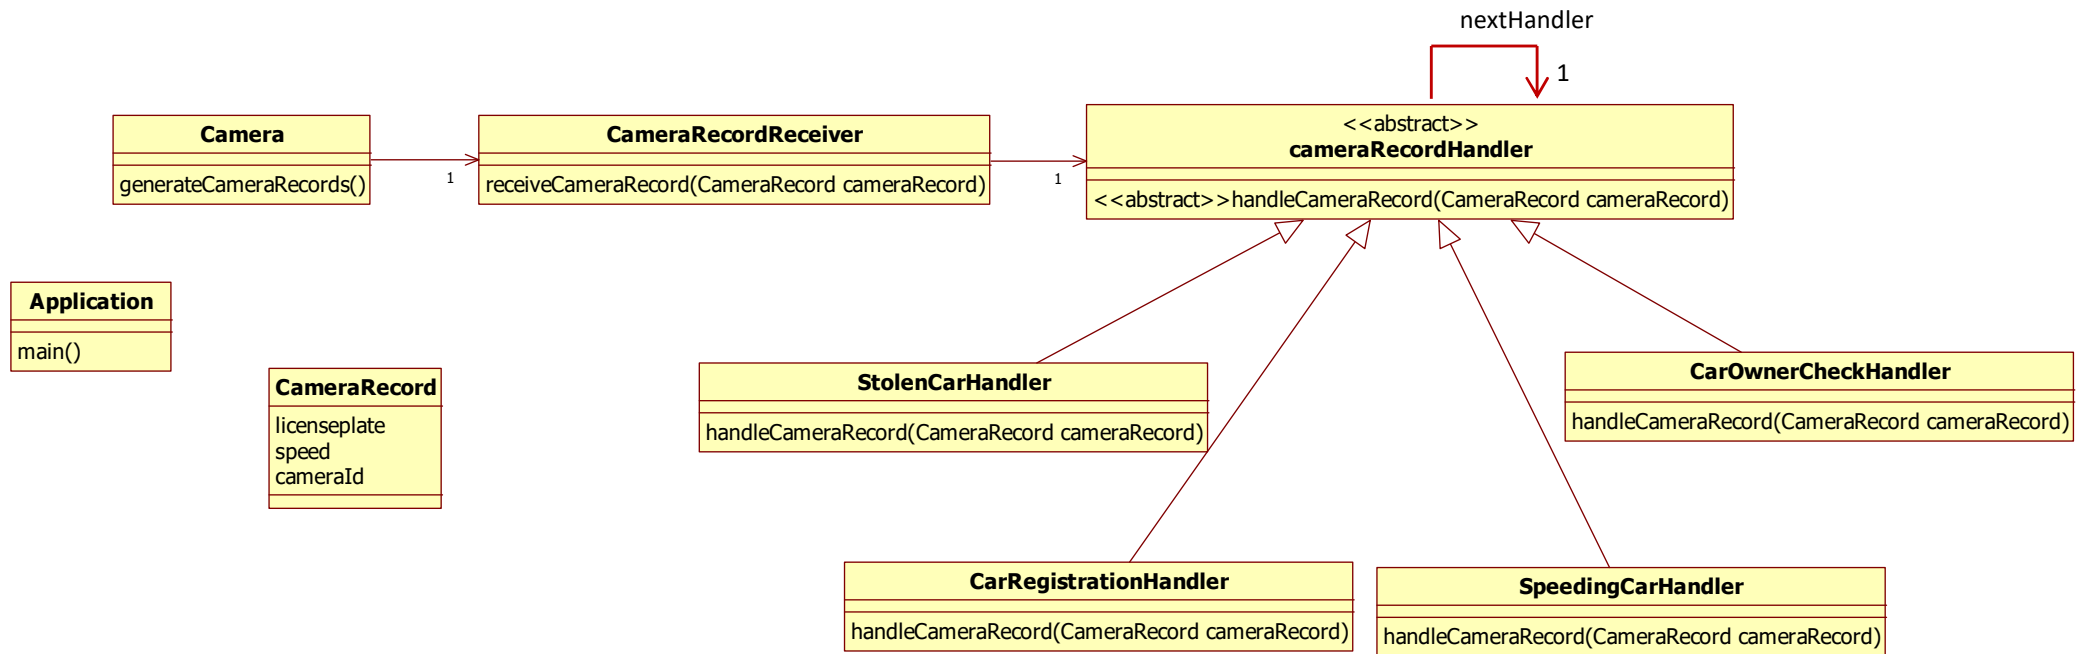 nextHandler
1
Camera
generateCameraRecords()
1
CameraRecordReceiver
receiveCameraRecord(CameraRecord cameraRecord)
1
<<abstract>>
cameraRecordHandler
<<abstract>>handleCameraRecord(CameraRecord cameraRecord)
Application
main()
CameraRecord
licenseplate
speed
cameraId
StolenCarHandler
handleCameraRecord(CameraRecord cameraRecord)
CarOwnerCheckHandler
handleCameraRecord(CameraRecord cameraRecord)
CarRegistrationHandler
handleCameraRecord(CameraRecord cameraRecord)
SpeedingCarHandler
handleCameraRecord(CameraRecord cameraRecord)